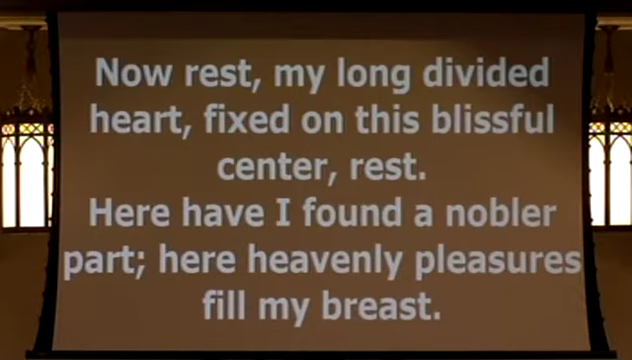 Now rest, my long divided
heart, fixed on this blissful
center, rest.
Here have I found a nobler
part; here heavenly pleasures
fill my breast.